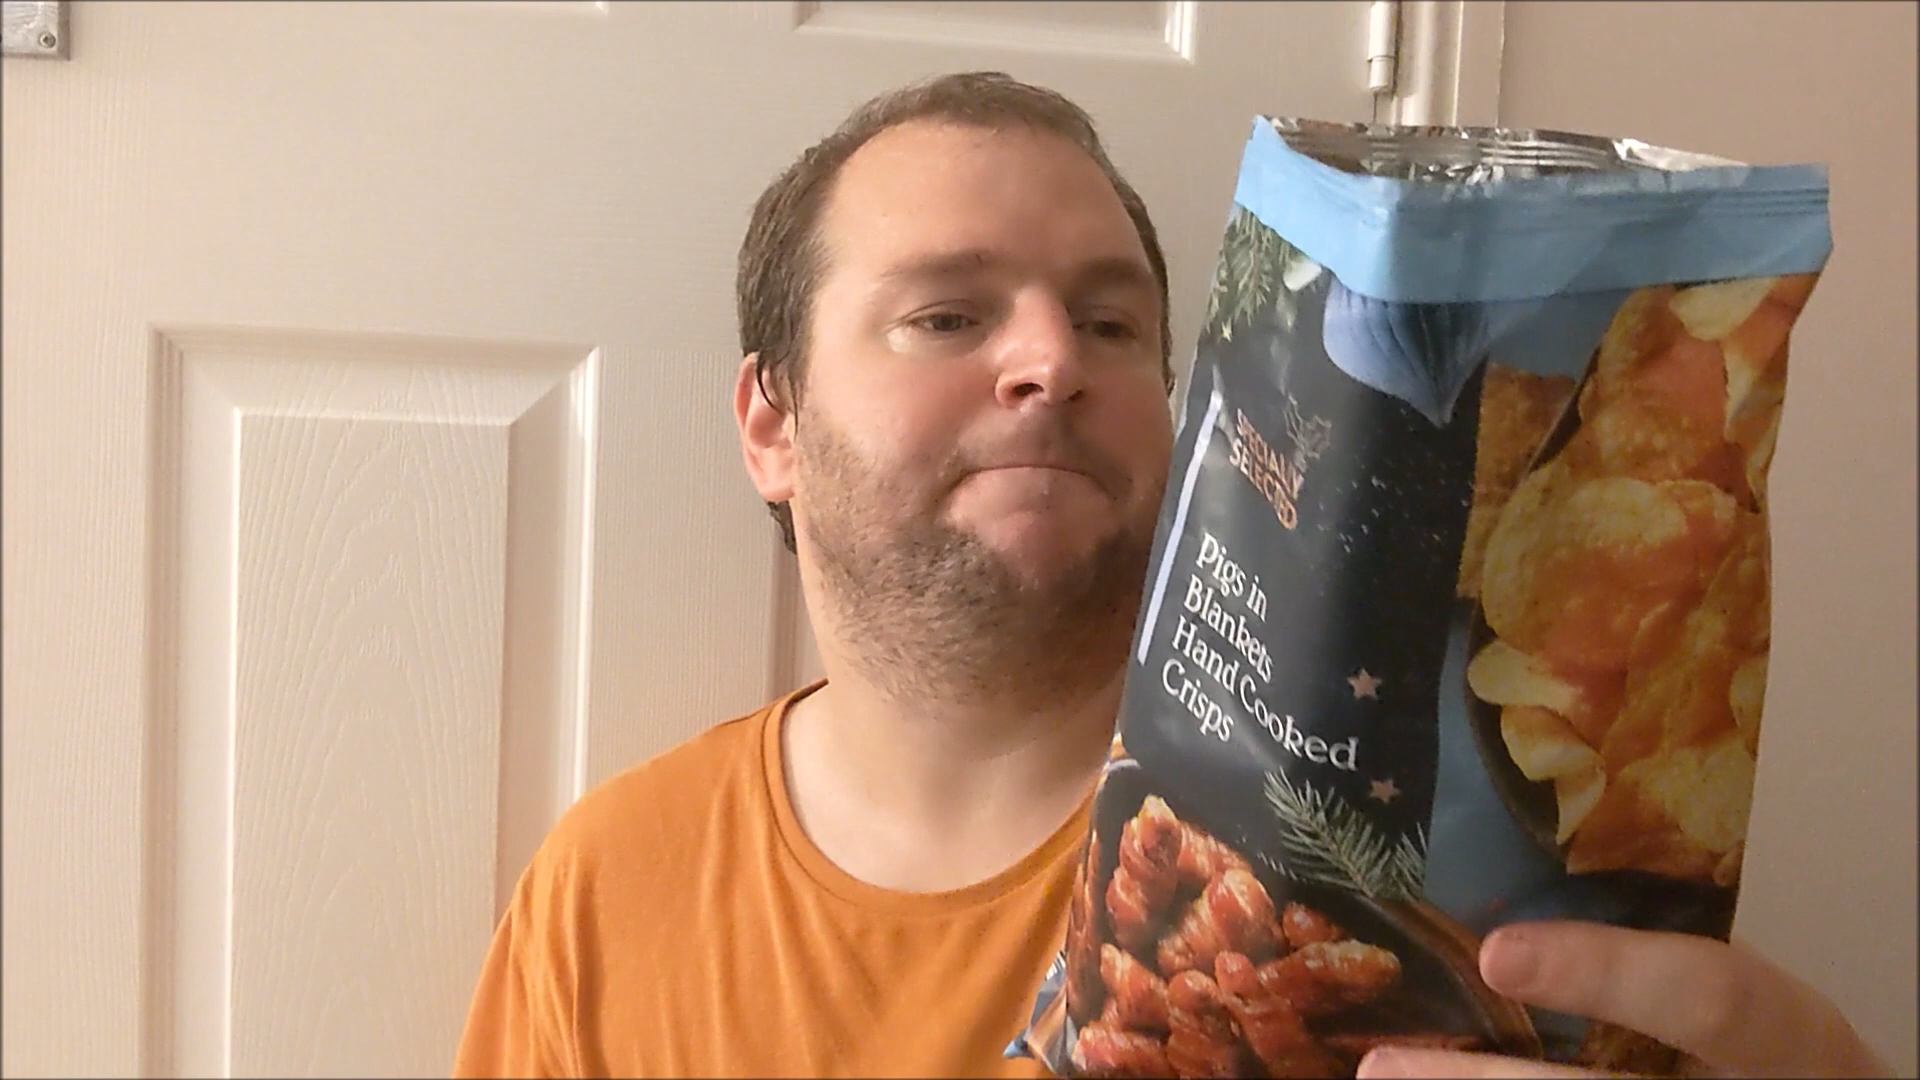 SPECIALLY
SELECTED
Pigs in
Blankets
Hand Cooked
Crisps